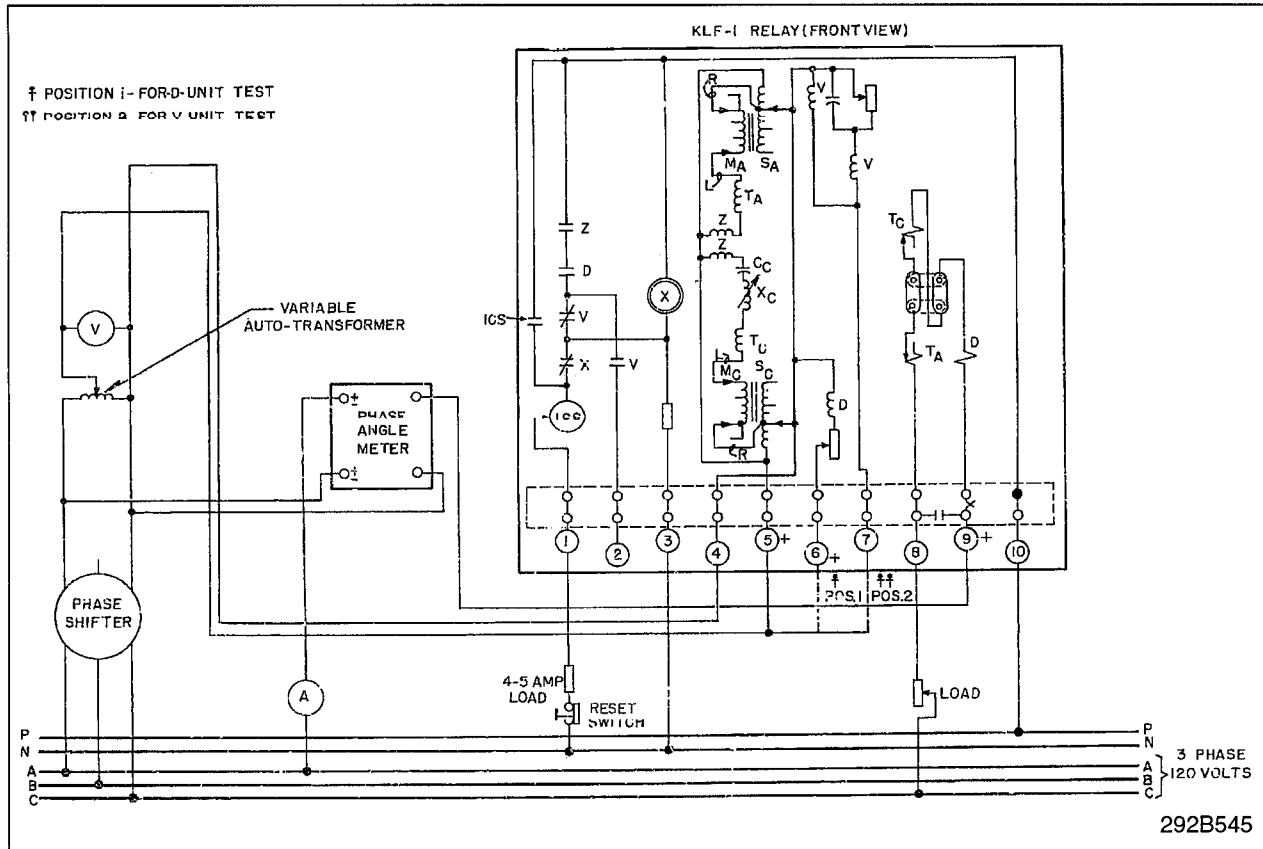 KLF-1 RELAY (FRONT VIEW)
† POSITION 1-FOR-D-UNIT TEST
†† POSITION 2 FOR V UNIT TEST
R
V
MA
SA
TA
V
Z
Z
Z
TC
CC
D
XC
X
V
VARIABLE
AUTO-TRANSFORMER
ICS
V
TC
D
X
V
MC
SC
TA
D
±
PHASE
ANGLE
METER
±
R
1
2
3
4
5 +
6 +
7
8
9 +
10
†
††
POS.1
POS.2
PHASE
SHIFTER
4-5 AMP
LOAD
A
RESET
SWITCH
LOAD
P
N
A
B
C
P
N
A
B
C
3 PHASE
120 VOLTS
292B545